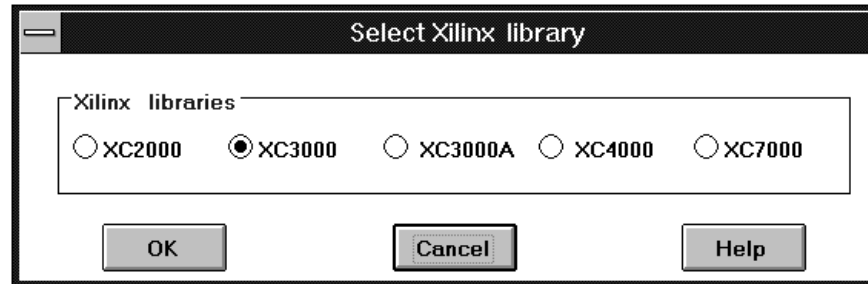 Select Xilinx library
Xilinx libraries
XC2000 XC3000 XC3000A XC4000 XC7000
OK Cancel Help